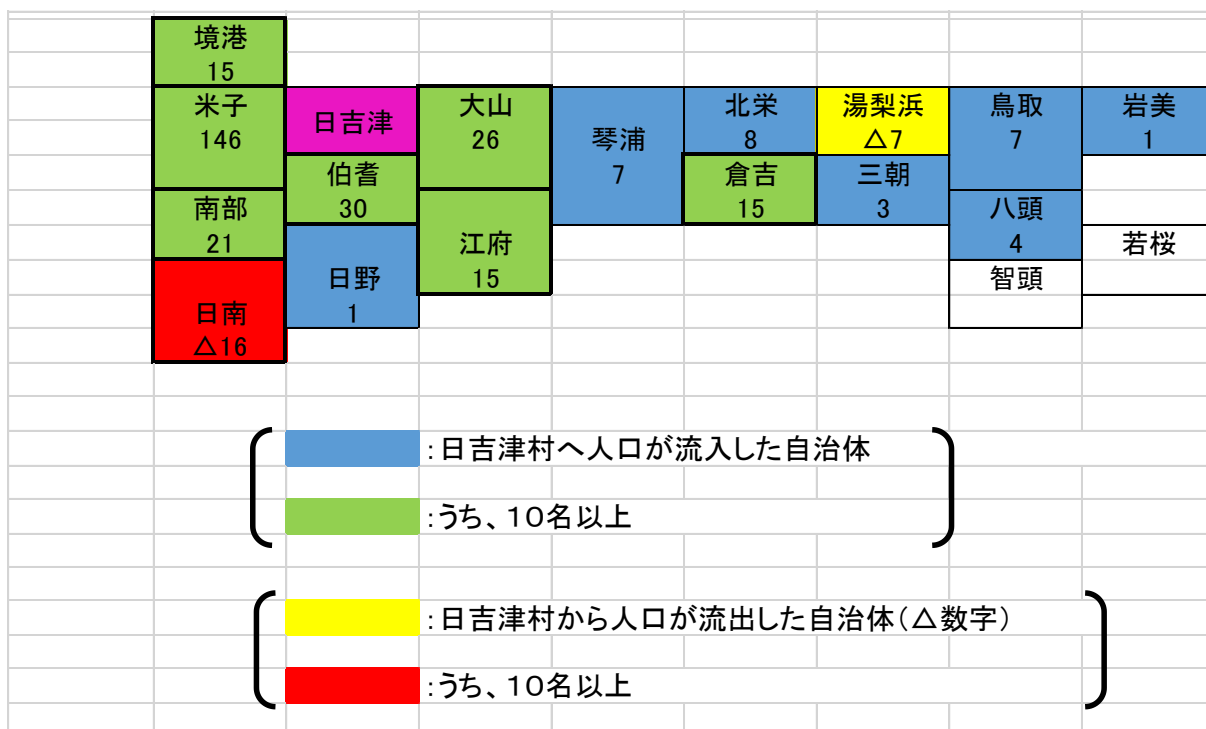 境港
15
米子
146
日吉津
大山
26
琴浦
7
北栄
8
湯梨浜
△7
鳥取
7
岩美
1
伯耆
30
倉吉
15
三朝
3
南部
21
江府
15
八頭
4
若桜
日野
1
智頭
日南
△16
:日吉津村へ人口が流入した自治体
:うち、10名以上
:日吉津村から人口が流出した自治体(△数字)
:うち、10名以上